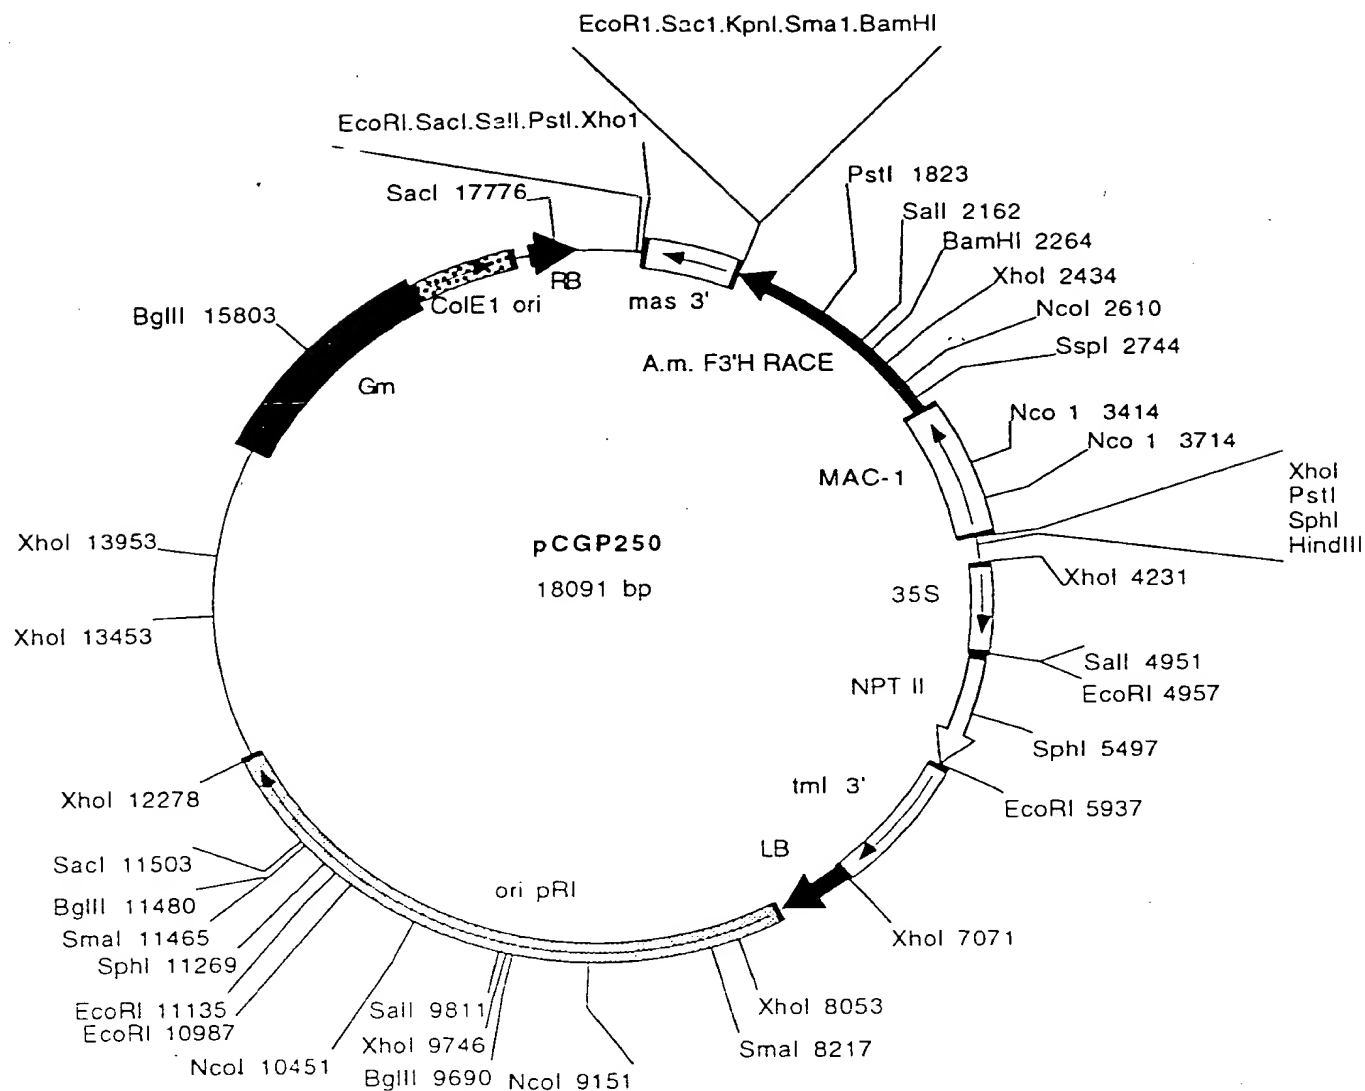 EcoR1.Sac1.KpnI.Sma1.BamHI
EcoRI.SacI.SalI.PstI.Xho1
SacI 17776
PstI 1823
SalI 2162
BamHI 2264
XhoI 2434
NcoI 2610
SspI 2744
Nco 1 3414
Nco 1 3714
XhoI
PstI
SphI
HindIII
XhoI 4231
SalI 4951
EcoRI 4957
SphI 5497
EcoRI 5937
XhoI 7071
XhoI 8053
SmaI 8217
NcoI 9151
BglII 9690
XhoI 9746
SalI 9811
NcoI 10451
EcoRI 10987
EcoRI 11135
SphI 11269
SmaI 11465
BglII 11480
SacI 11503
XhoI 12278
XhoI 13453
XhoI 13953
BglII 15803
Gm
ColE1 ori
RB
mas 3'
A.m. F3'H RACE
MAC-1
35S
NPT II
tml 3'
LB
ori pRI
pCGP250
18091 bp